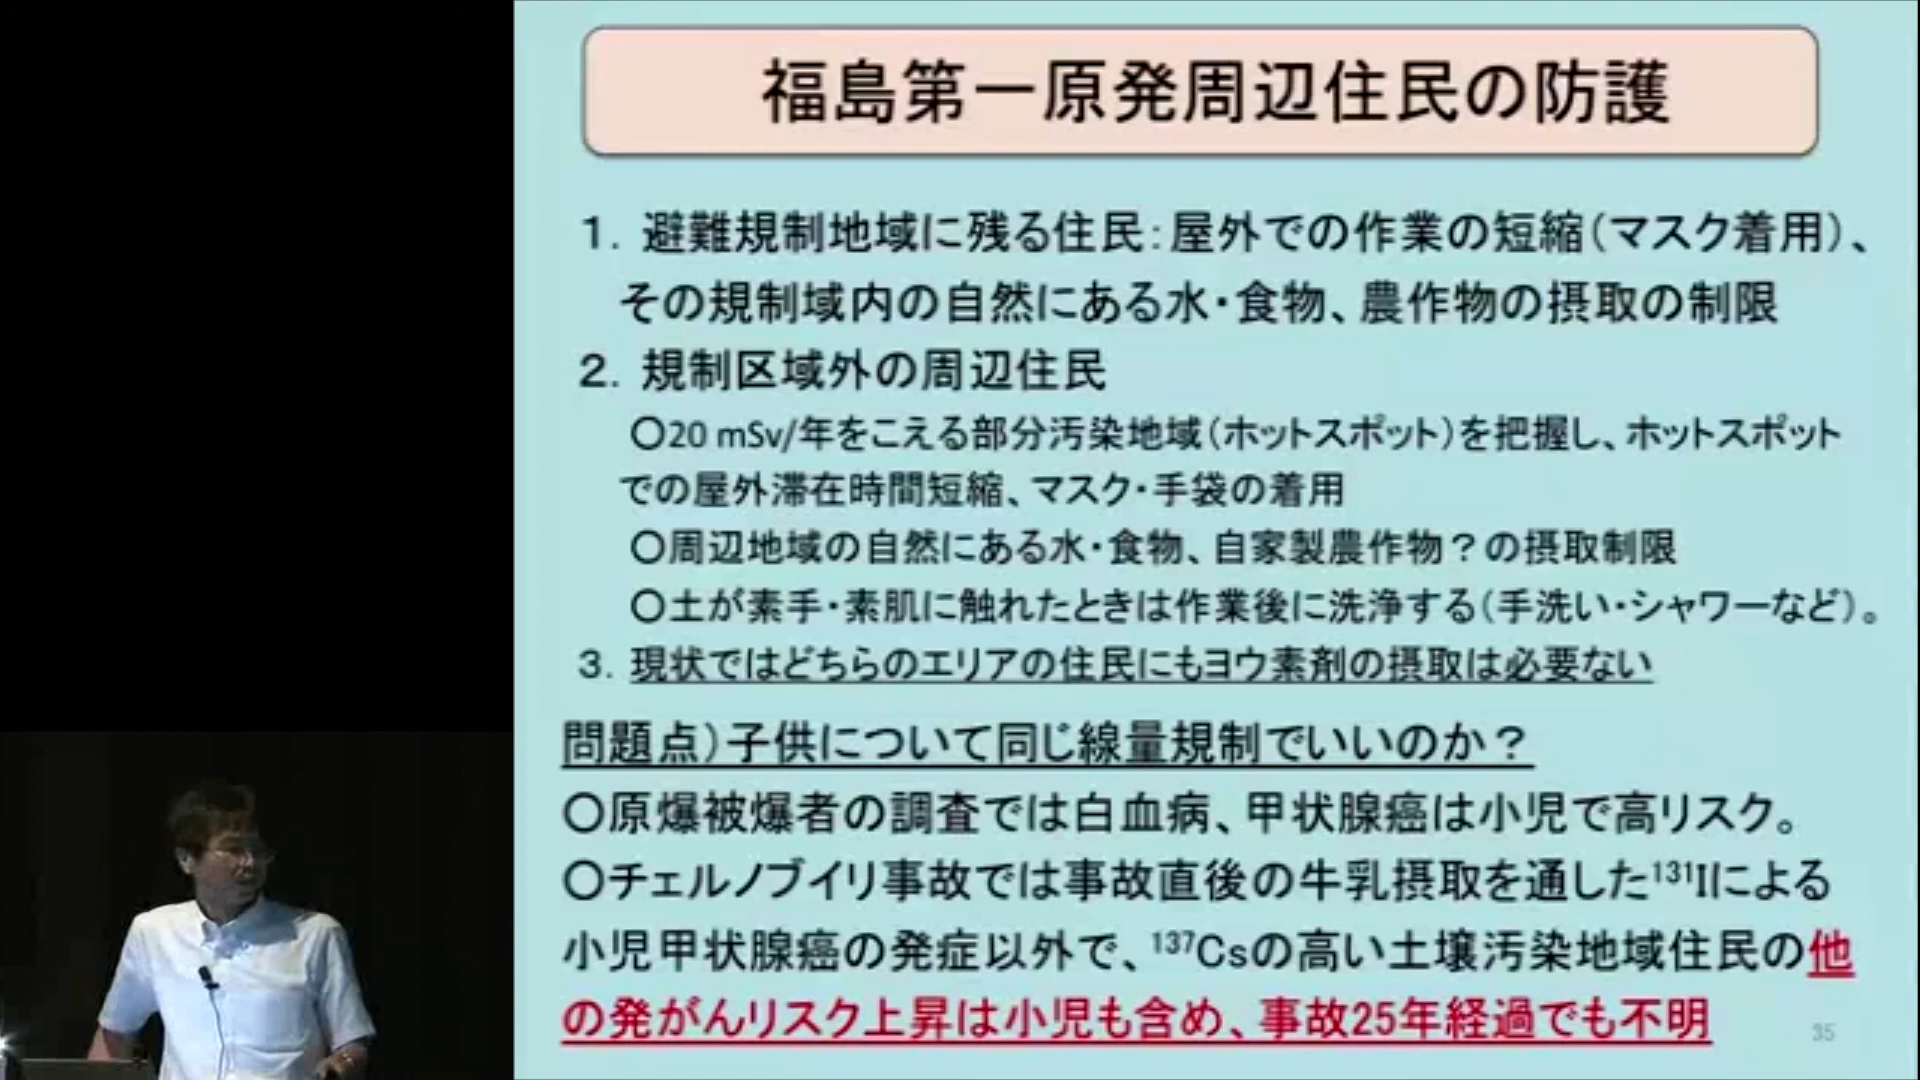 福島第一原発周辺住民の防護
１．避難規制地域に残る住民：屋外での作業の短縮（マスク着用）、
その規制域内の自然にある水・食物、農作物の摂取の制限
２．規制区域外の周辺住民
〇20 mSv/年をこえる部分汚染地域（ホットスポット）を把握し、ホットスポット
での屋外滞在時間短縮、マスク・手袋の着用
〇周辺地域の自然にある水・食物、自家製農作物？の摂取制限
〇土が素手・素肌に触れたときは作業後に洗浄する（手洗い・シャワーなど）。
３．現状ではどちらのエリアの住民にもヨウ素剤の摂取は必要ない
問題点）子供について同じ線量規制でいいのか？
〇原爆被爆者の調査では白血病、甲状腺癌は小児で高リスク。
〇チェルノブイリ事故では事故直後の牛乳摂取を通した¹³¹Iによる
小児甲状腺癌の発症以外で、¹³⁷Csの高い土壌汚染地域住民の他
の発がんリスク上昇は小児も含め、事故25年経過でも不明
35